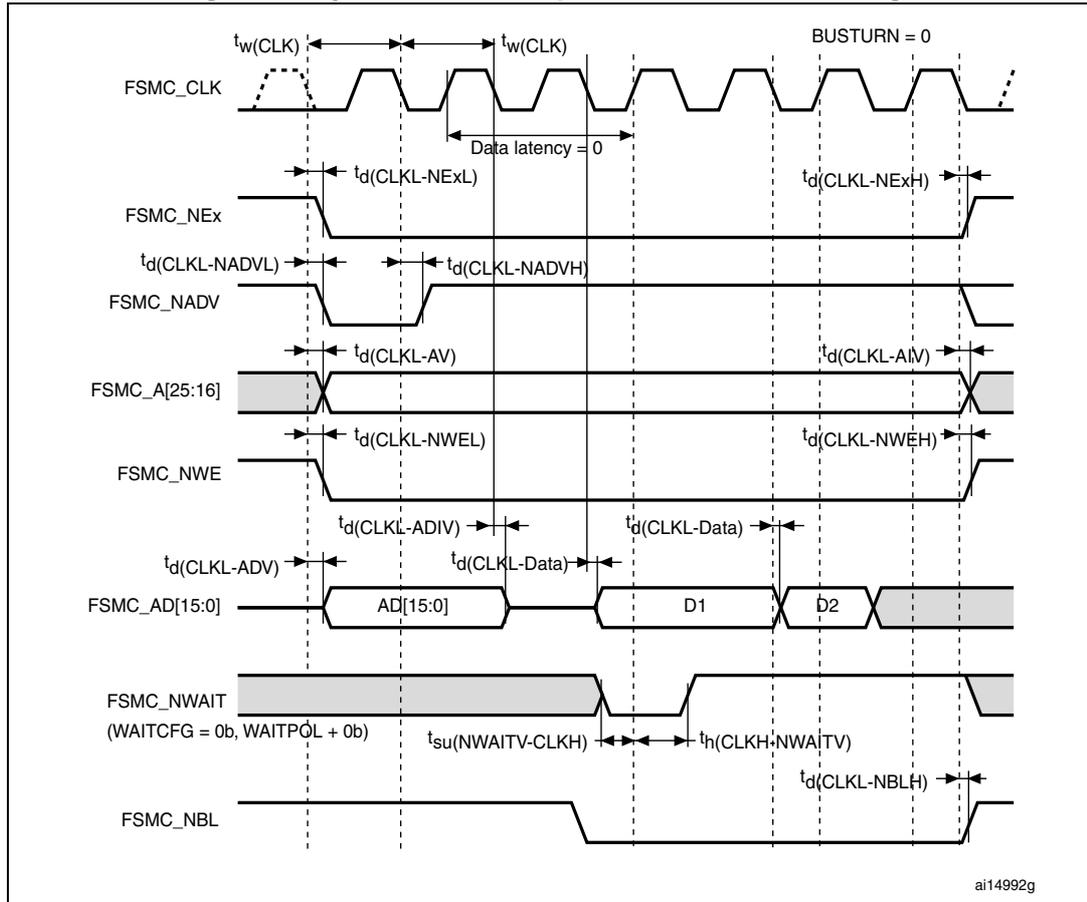 tw(CLK) tw(CLK) BUSTURN = 0
FSMC_CLK
Data latency = 0
td(CLKL-NExL) td(CLKL-NExH)
FSMC_NEx
td(CLKL-NADVL) td(CLKL-NADVH)
FSMC_NADV
td(CLKL-AV) td(CLKL-AIV)
FSMC_A[25:16]
td(CLKL-NWEL) td(CLKL-NWEH)
FSMC_NWE
td(CLKL-ADIV) td(CLKL-Data)
td(CLKL-ADV) td(CLKL-Data)
FSMC_AD[15:0] AD[15:0] D1 D2
FSMC_NWAIT
(WAITCFG = 0b, WAITPOL + 0b)
tsu(NWAITV-CLKH) th(CLKH-NWAITV)
td(CLKL-NBLH)
FSMC_NBL
ai14992g